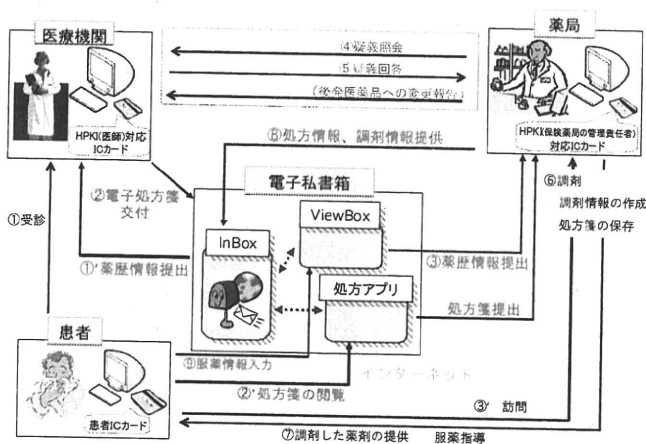 医療機関
薬局
④疑義照会
⑤疑義回答
(後発医薬品への変更報告)
HPKI(医師)対応
ICカード
HPKI(保険薬局の管理責任者)
対応ICカード
⑧処方情報、調剤情報提供
⑥調剤
調剤情報の作成
処方箋の保存
②電子処方箋
交付
電子私書箱
①受診
ViewBox
InBox
①'薬歴情報提出
③薬歴情報提出
処方アプリ
処方箋提出
患者
⑨服薬情報入力
インターネット
②'処方箋の閲覧
③' 訪問
患者ICカード
⑦調剤した薬剤の提供 服薬指導